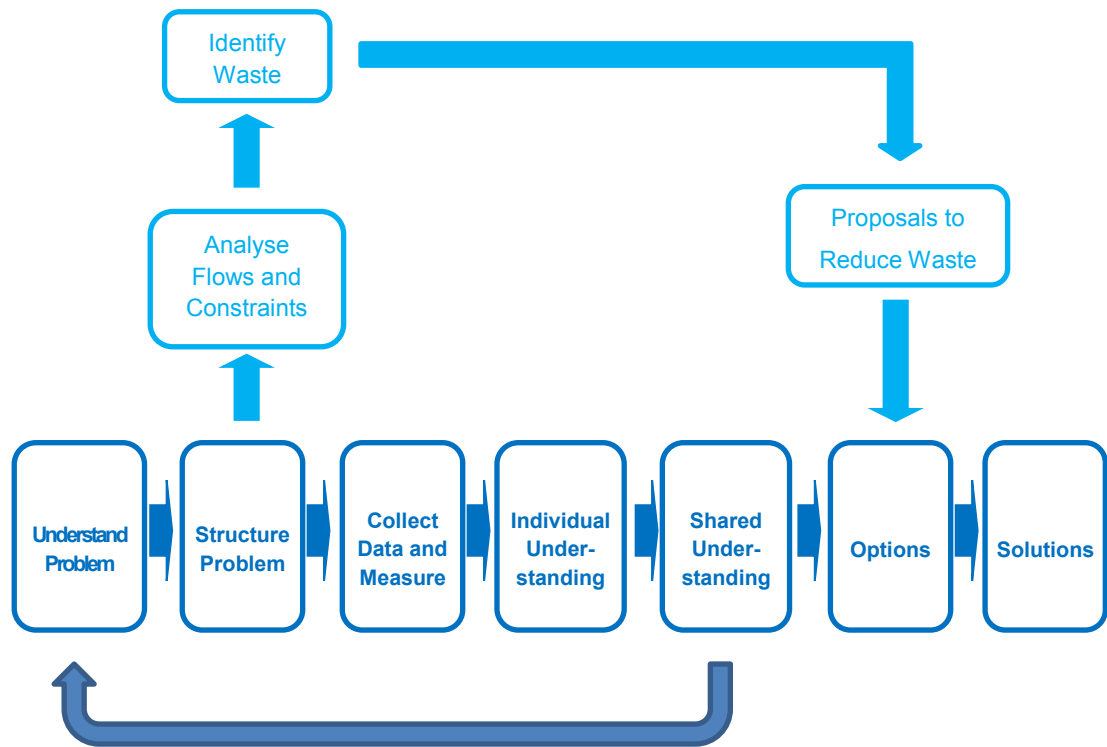 Identify
Waste
Proposals to
Reduce Waste
Analyse
Flows and
Constraints
Understand
Problem
Structure
Problem
Collect
Data and
Measure
Individual
Under-
standing
Shared
Under-
standing
Options
Solutions